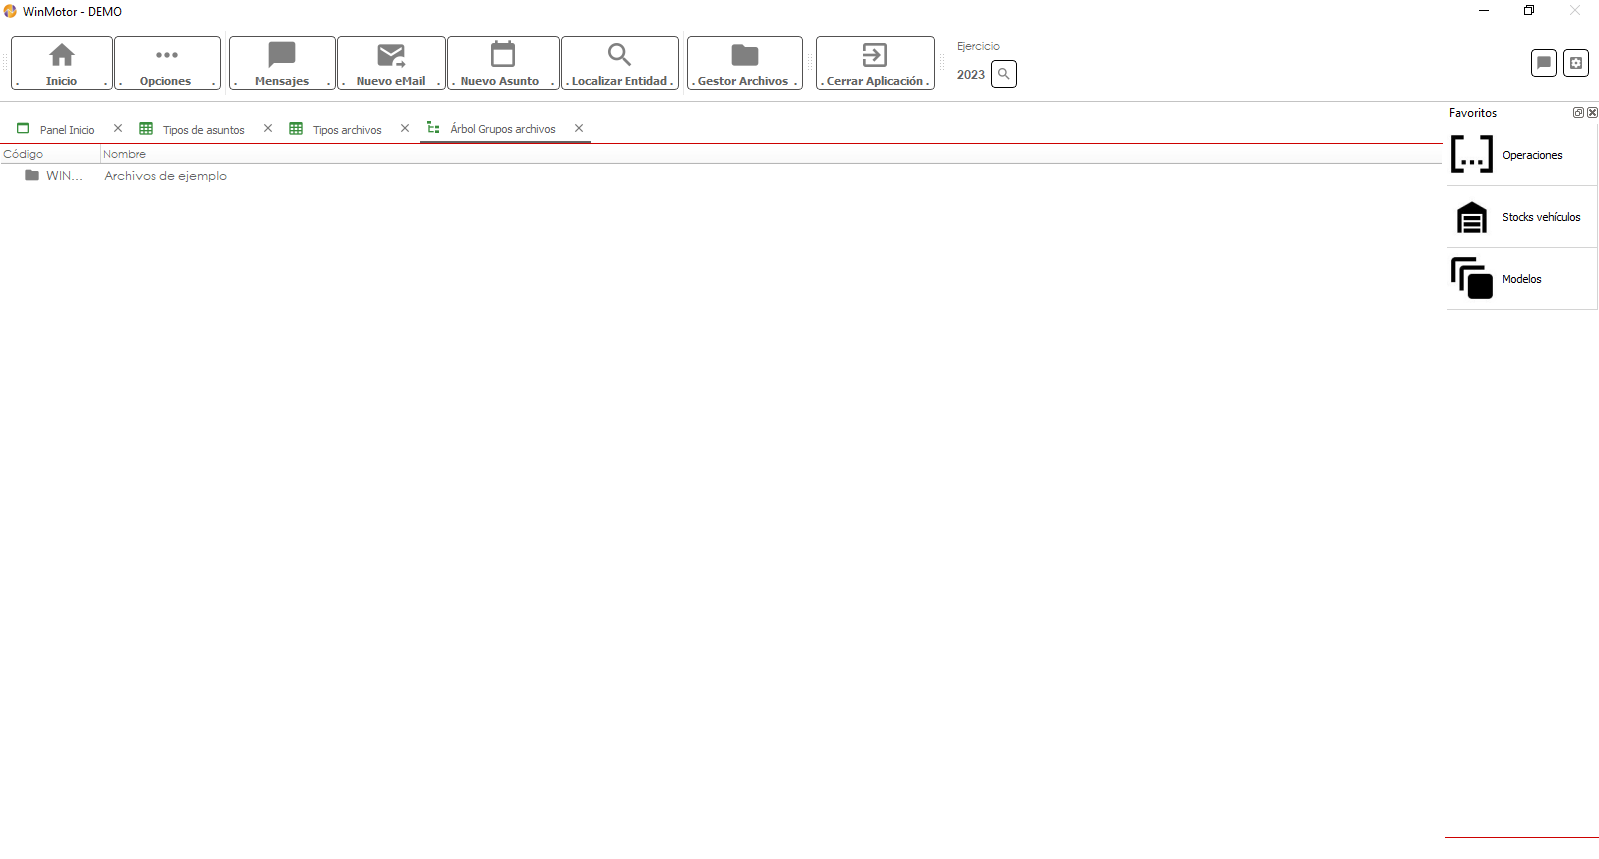 WinMotor - DEMO
Inicio
Opciones
Mensajes
Nuevo eMail
Nuevo Asunto
Localizar Entidad
Gestor Archivos
Cerrar Aplicación
Ejercicio
2023
Panel Inicio
Tipos de asuntos
Tipos archivos
Árbol Grupos archivos
Código
Nombre
WIN...
Archivos de ejemplo
Favoritos
Operaciones
Stocks vehículos
Modelos